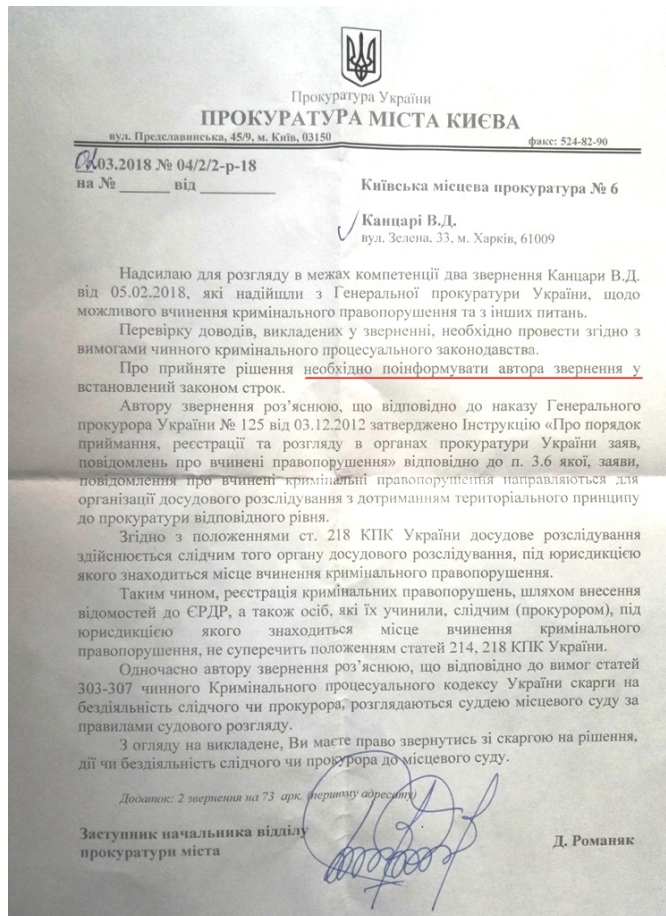 Прокуратура України
ПРОКУРАТУРА МІСТА КИЄВА
вул. Предславинська, 45/9, м. Київ, 03150
факс: 524-82-90
.03.2018 № 04/2/2-р-18
на № ______ від __________
Київська місцева прокуратура № 6
Канцарі В.Д.
вул. Зелена, 33, м. Харків, 61009
Надсилаю для розгляду в межах компетенції два звернення Канцари В.Д.
від 05.02.2018, які надійшли з Генеральної прокуратури України, щодо
можливого вчинення кримінального правопорушення та з інших питань.
Перевірку доводів, викладених у зверненні, необхідно провести згідно з
вимогами чинного кримінального процесуального законодавства.
Про прийняте рішення необхідно поінформувати автора звернення у
встановлений законом строк.
Автору звернення роз’яснюю, що відповідно до наказу Генерального
прокурора України № 125 від 03.12.2012 затверджено Інструкцію «Про порядок
приймання, реєстрації та розгляду в органах прокуратури України заяв,
повідомлень про вчинені правопорушення» відповідно до п. 3.6 якої, заяви,
повідомлення про вчинені кримінальні правопорушення направляються для
організації досудового розслідування з дотриманням територіального принципу
до прокуратури відповідного рівня.
Згідно з положеннями ст. 218 КПК України досудове розслідування
здійснюється слідчим того органу досудового розслідування, під юрисдикцією
якого знаходиться місце вчинення кримінального правопорушення.
Таким чином, реєстрація кримінальних правопорушень, шляхом внесення
відомостей до ЄРДР, а також осіб, які їх учинили, слідчим (прокурором), під
юрисдикцією якого знаходиться місце вчинення кримінального
правопорушення, не суперечить положенням статей 214, 218 КПК України.
Одночасно автору звернення роз’яснюю, що відповідно до вимог статей
303-307 чинного Кримінального процесуального кодексу України скарги на
бездіяльність слідчого чи прокурора, розглядаються суддею місцевого суду за
правилами судового розгляду.
З огляду на викладене, Ви маєте право звернутись зі скаргою на рішення,
дії чи бездіяльність слідчого чи прокурора до місцевого суду.
Додаток: 2 звернення на 73 арк. (першому адресату)
Заступник начальника відділу
прокуратури міста
Д. Романяк